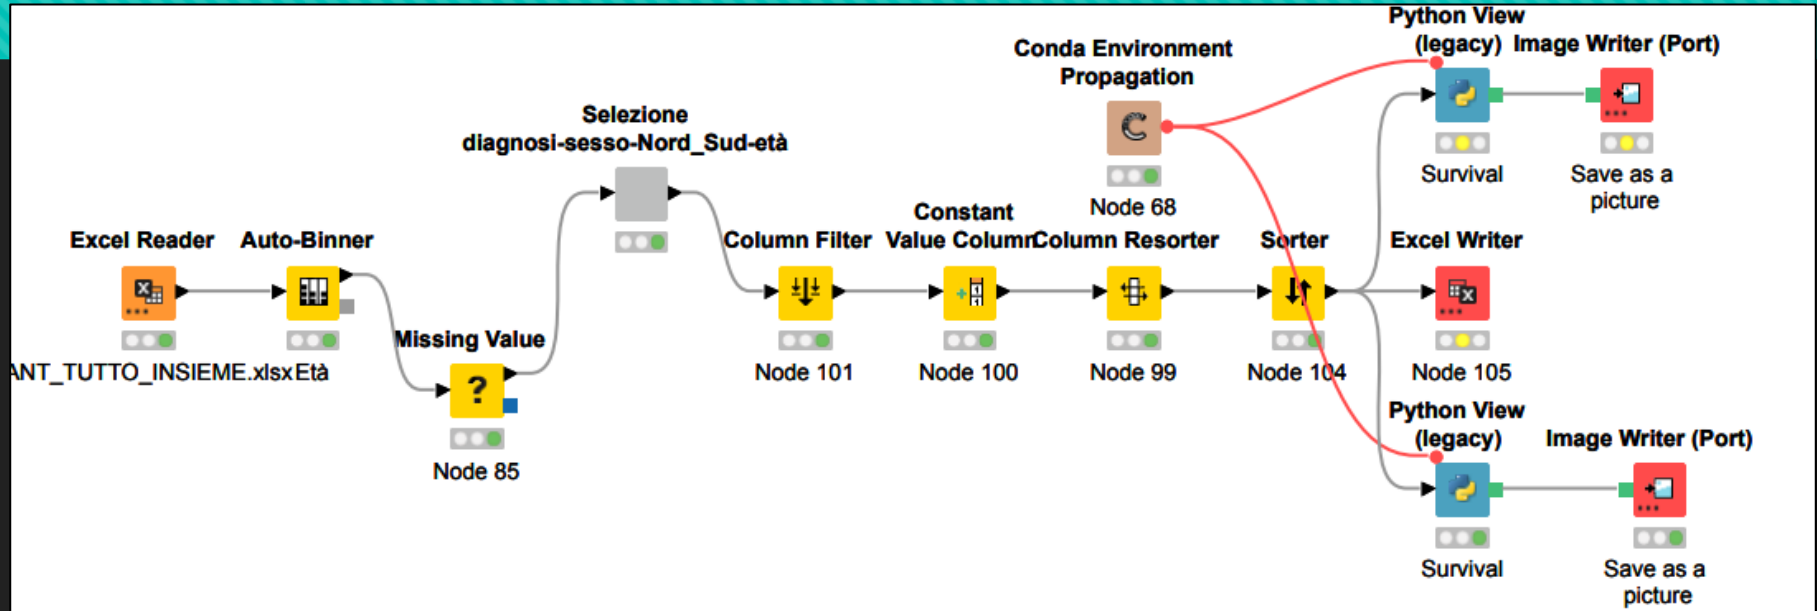 Python View
(legacy)
Image Writer (Port)
Conda Environment
Propagation
Selezione
diagnosi-sesso-Nord_Sud-età
Survival
Save as a
picture
Node 68
Excel Reader
Auto-Binner
Column Filter
Constant
Value Column
Column Resorter
Sorter
Excel Writer
Missing Value
?
ANT_TUTTO_INSIEME.xlsx
Età
Node 101
Node 100
Node 99
Node 104
Node 105
Node 85
Python View
(legacy)
Image Writer (Port)
Survival
Save as a
picture